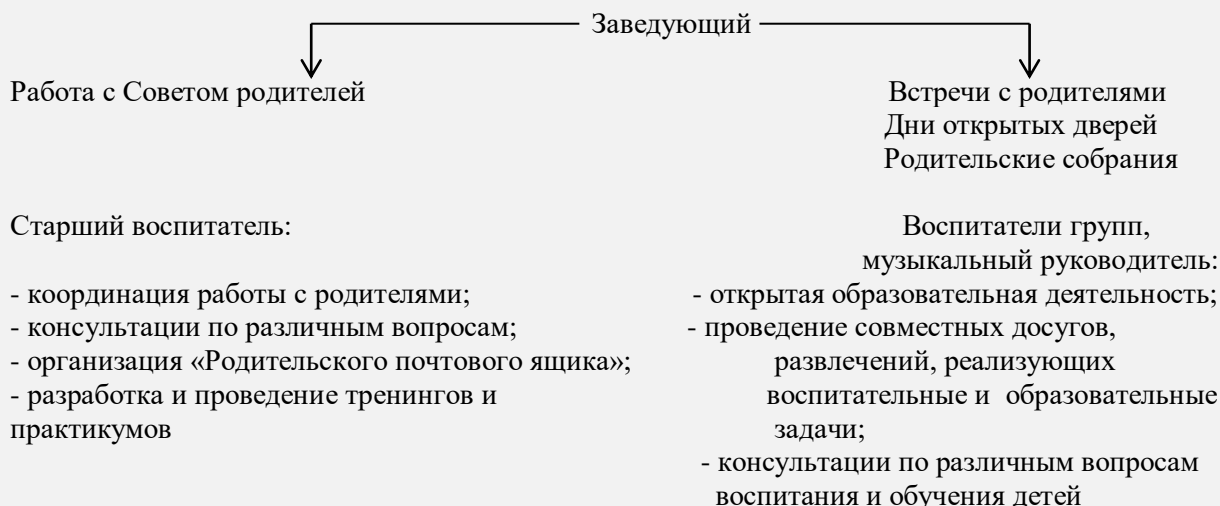 Заведующий
Работа с Советом родителей
Встречи с родителями
Дни открытых дверей
Родительские собрания
Старший воспитатель:
- координация работы с родителями;
- консультации по различным вопросам;
- организация «Родительского почтового ящика»;
- разработка и проведение тренингов и
практикумов
Воспитатели групп,
музыкальный руководитель:
- открытая образовательная деятельность;
- проведение совместных досугов,
развлечений, реализующих
воспитательные и образовательные
задачи;
- консультации по различным вопросам
воспитания и обучения детей